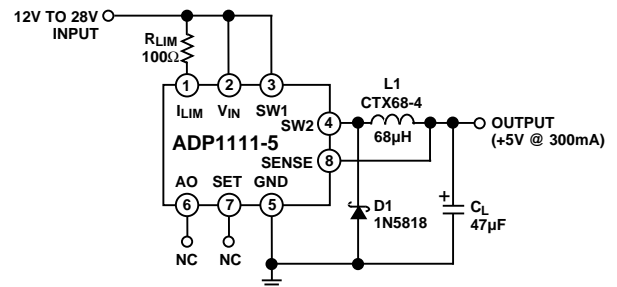 12V TO 28V
INPUT
RLIM
100Ω
1
2
3
ILIM
VIN
SW1
L1
CTX68-4
68µH
SW2
4
OUTPUT
(+5V @ 300mA)
ADP1111-5
SENSE
8
AO
SET
GND
6
7
5
D1
1N5818
+
CL
47µF
NC
NC